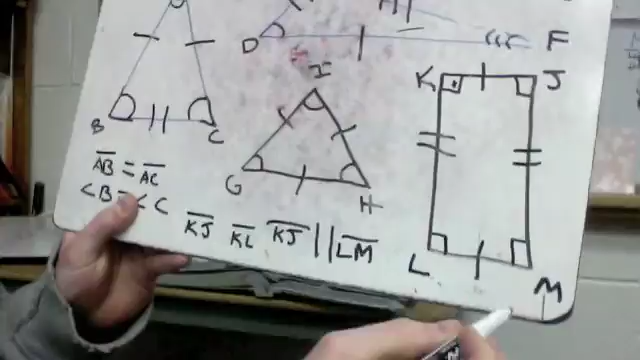 D F
K J
I
B C
G H
L M
AB = AC
<B = <C
KJ KL KJ || LM